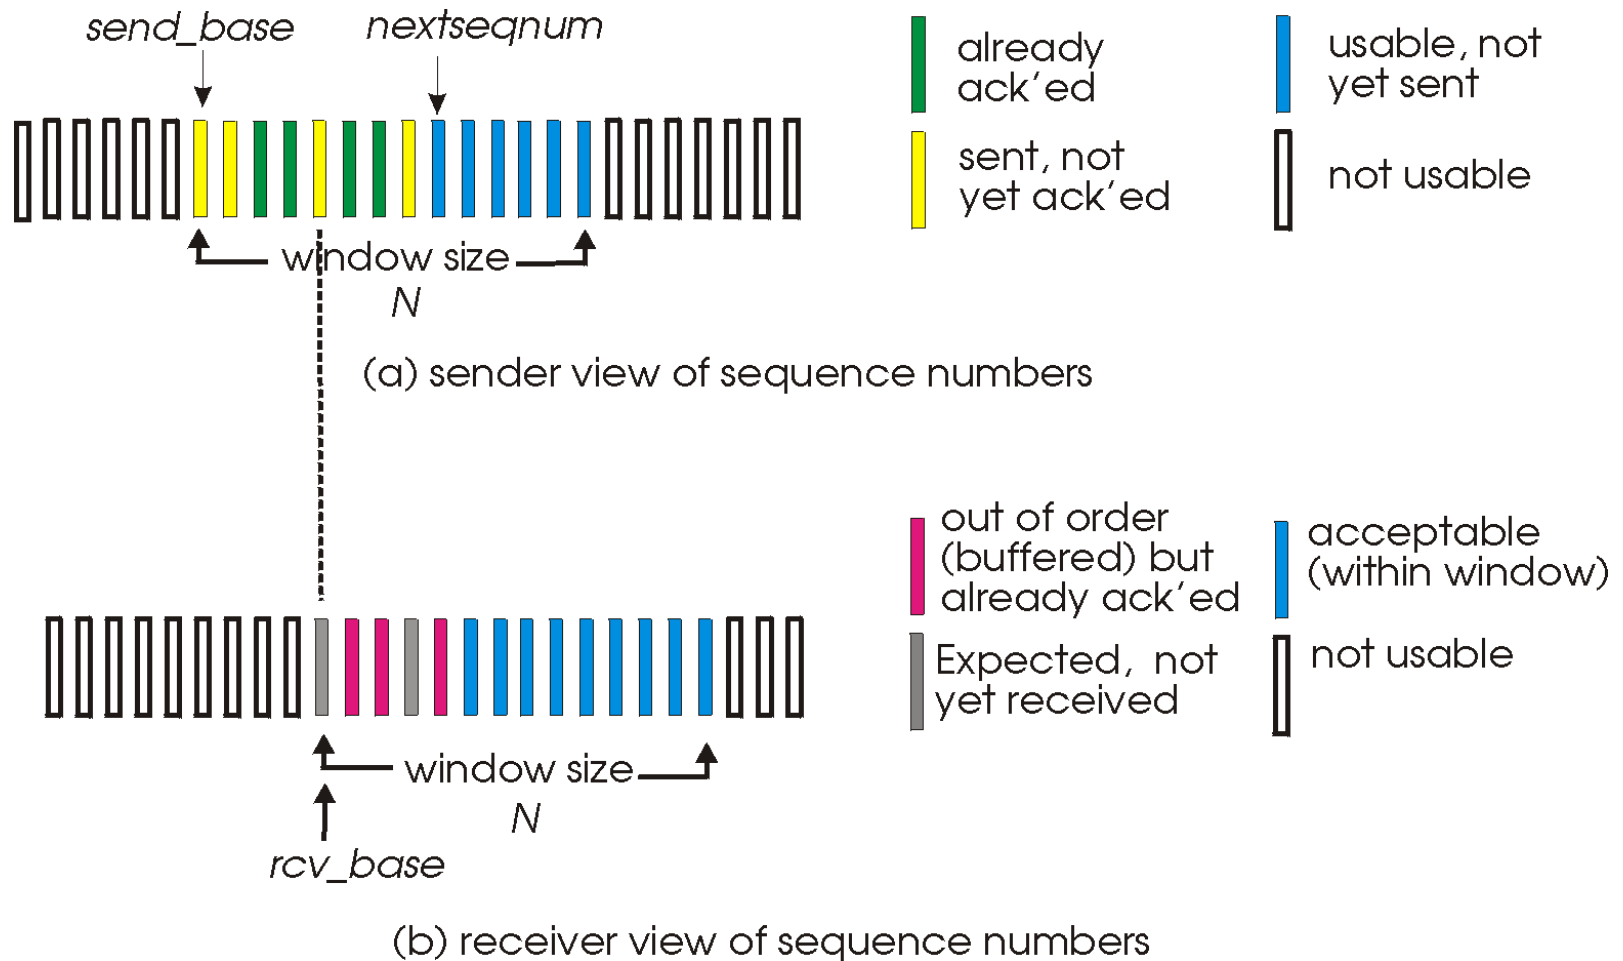 send_base
nextseqnum
already
ack'ed
usable, not
yet sent
sent, not
yet ack'ed
not usable
window size
N
(a) sender view of sequence numbers
out of order
(buffered) but
already ack'ed
acceptable
(within window)
Expected, not
yet received
not usable
window size
N
rcv_base
(b) receiver view of sequence numbers